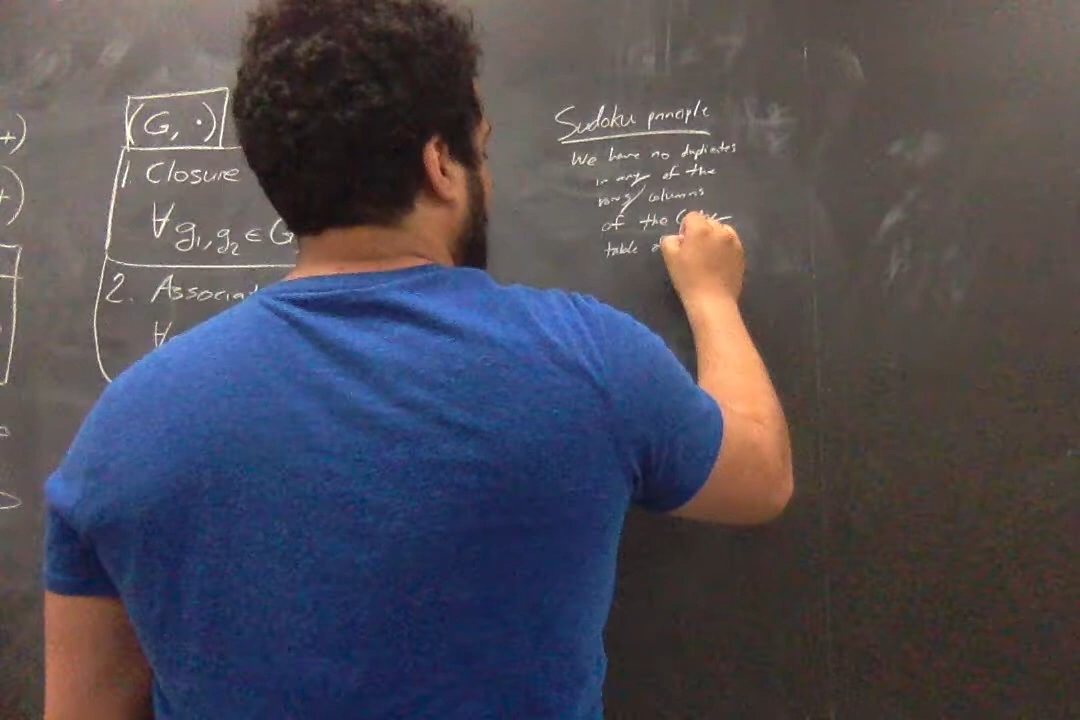 +)
+)
(G, ·)
1. Closure
∀ g₁, g₂ ∈ G
2. Associat
∀
Sudoku principle
We have no duplicates
in any of the
rows/columns
of the
table